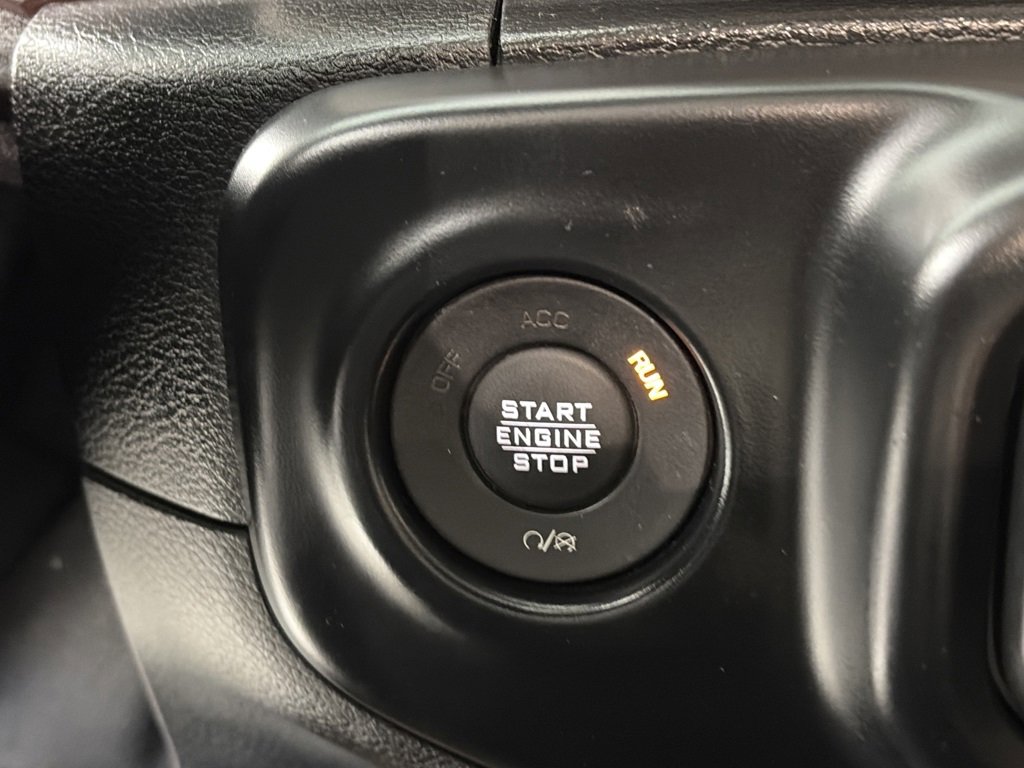 ACC
OFF
RUN
START
ENGINE
STOP